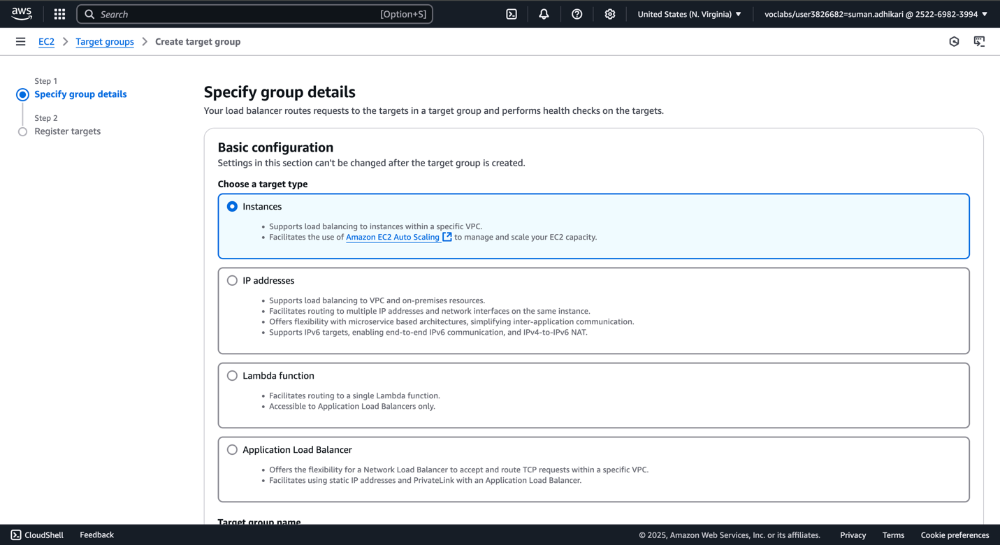 aws
Search [Option+S]
United States (N. Virginia) ▼
voclabs/user3826682=suman.adhikari @ 2522-6982-3994 ▼
EC2 > Target groups > Create target group
Step 1
Specify group details
Step 2
Register targets
Specify group details
Your load balancer routes requests to the targets in a target group and performs health checks on the targets.
Basic configuration
Settings in this section can't be changed after the target group is created.
Choose a target type
Instances
• Supports load balancing to instances within a specific VPC.
• Facilitates the use of Amazon EC2 Auto Scaling to manage and scale your EC2 capacity.
IP addresses
• Supports load balancing to VPC and on-premises resources.
• Facilitates routing to multiple IP addresses and network interfaces on the same instance.
• Offers flexibility with microservice based architectures, simplifying inter-application communication.
• Supports IPv6 targets, enabling end-to-end IPv6 communication, and IPv4-to-IPv6 NAT.
Lambda function
• Facilitates routing to a single Lambda function.
• Accessible to Application Load Balancers only.
Application Load Balancer
• Offers the flexibility for a Network Load Balancer to accept and route TCP requests within a specific VPC.
• Facilitates using static IP addresses and PrivateLink with an Application Load Balancer.
Target group name
CloudShell Feedback © 2025, Amazon Web Services, Inc. or its affiliates. Privacy Terms Cookie preferences